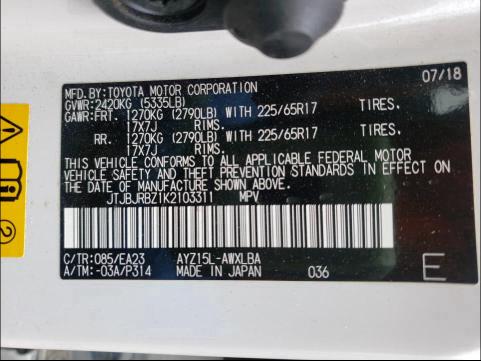 MFD.BY:TOYOTA MOTOR CORPORATION 07/18
GVWR:2420KG (5335LB)
GAWR:FRT. 1270KG (2790LB) WITH 225/65R17 TIRES.
17X7J RIMS.
RR. 1270KG (2790LB) WITH 225/65R17 TIRES.
17X7J RIMS.
THIS VEHICLE CONFORMS TO ALL APPLICABLE FEDERAL MOTOR
VEHICLE SAFETY AND THEFT PREVENTION STANDARDS IN EFFECT ON
THE DATE OF MANUFACTURE SHOWN ABOVE.
JTJBJRBZ1K2103311 MPV
C/TR:085/EA23 AYZ15L-AWXLBA
A/TM:-03A/P314 MADE IN JAPAN 036 E
2